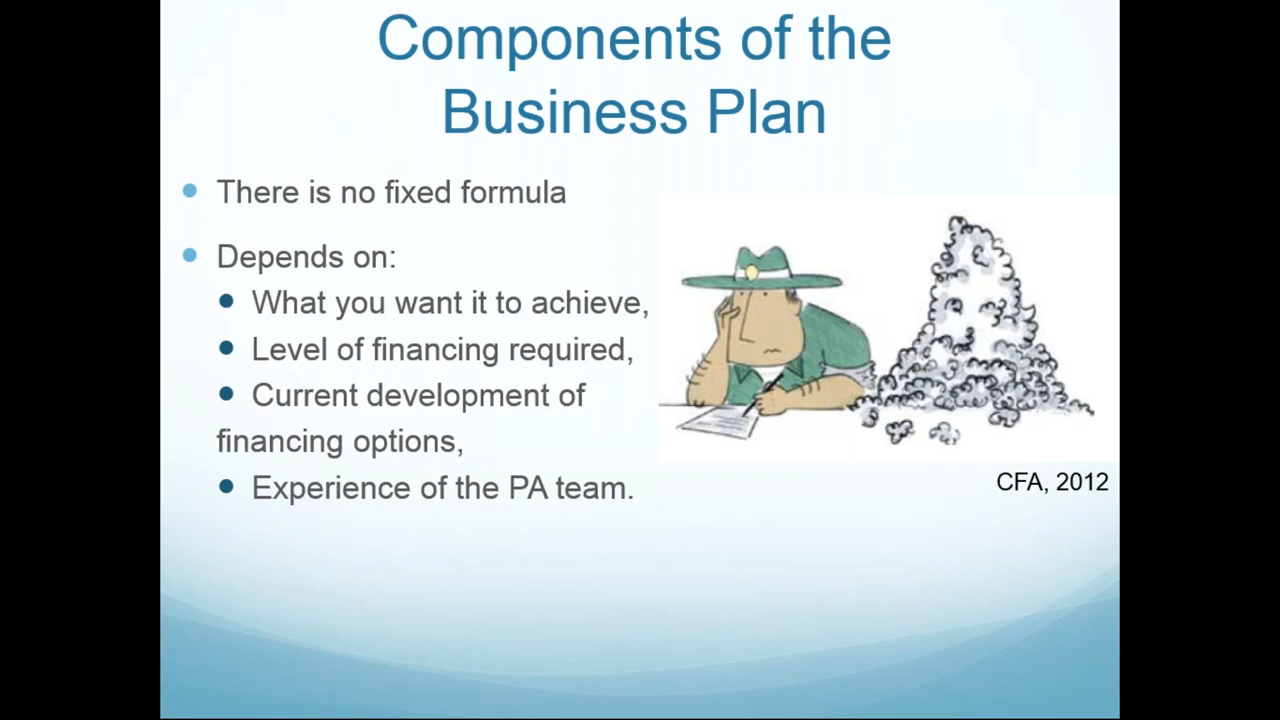 Components of the
Business Plan
There is no fixed formula
Depends on:
What you want it to achieve,
Level of financing required,
Current development of
financing options,
Experience of the PA team.
CFA, 2012